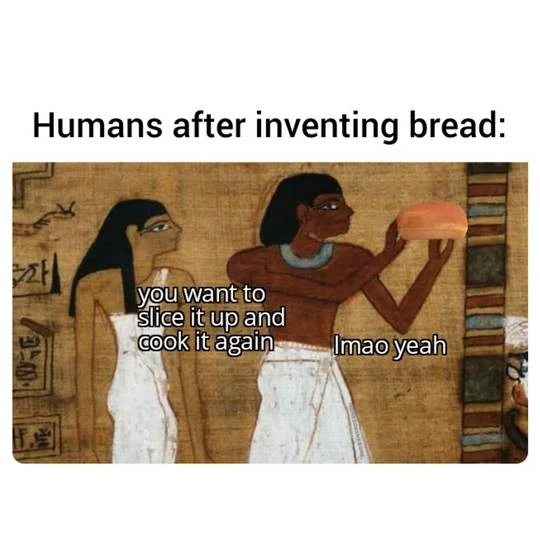 Humans after inventing bread:
you want to
slice it up and
cook it again
lmao yeah